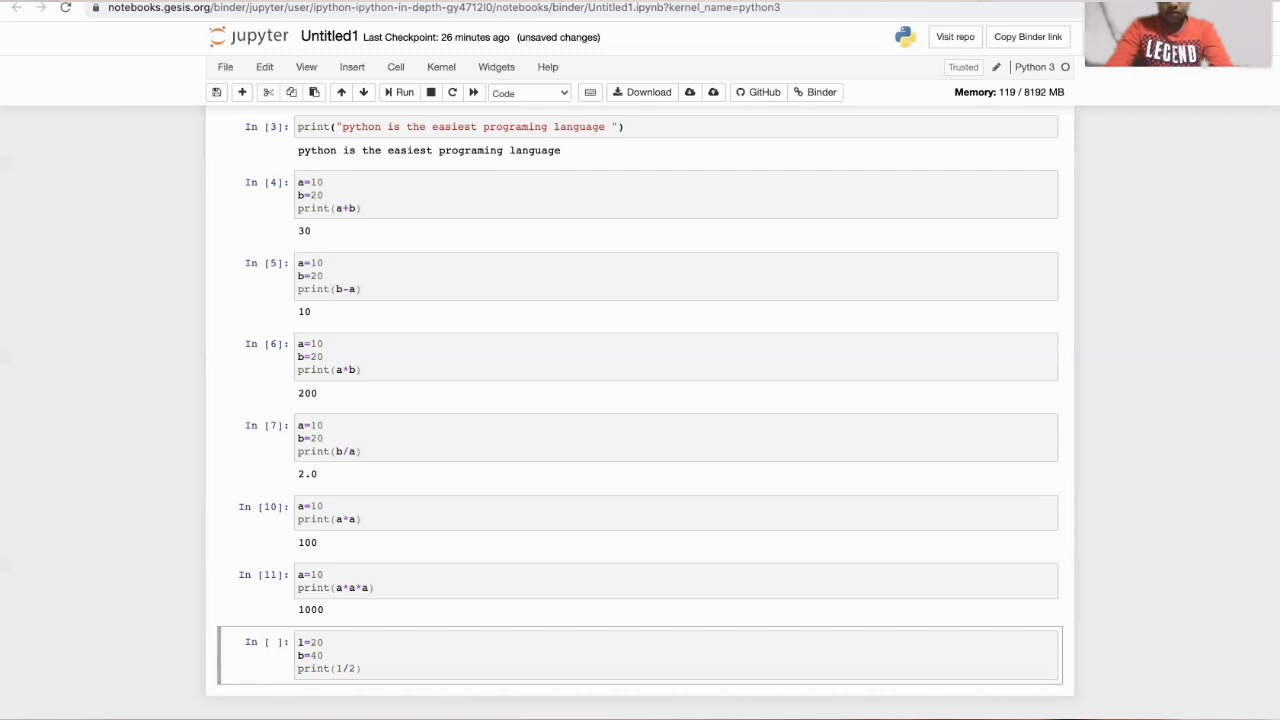 notebooks.gesis.org/binder/jupyter/user/ipython-ipython-in-depth-gy4712l0/notebooks/binder/Untitled1.ipynb?kernel_name=python3
jupyter Untitled1 Last Checkpoint: 26 minutes ago (unsaved changes) Visit repo Copy Binder link
LEGEND
File Edit View Insert Cell Kernel Widgets Help Trusted Python 3
Run Code Download GitHub Binder Memory: 119 / 8192 MB
In [3]: print("python is the easiest programing language ")
python is the easiest programing language
In [4]: a=10
b=20
print(a+b)
30
In [5]: a=10
b=20
print(b-a)
10
In [6]: a=10
b=20
print(a*b)
200
In [7]: a=10
b=20
print(b/a)
2.0
In [10]: a=10
print(a*a)
100
In [11]: a=10
print(a*a*a)
1000
In [ ]: l=20
b=40
print(l/2)